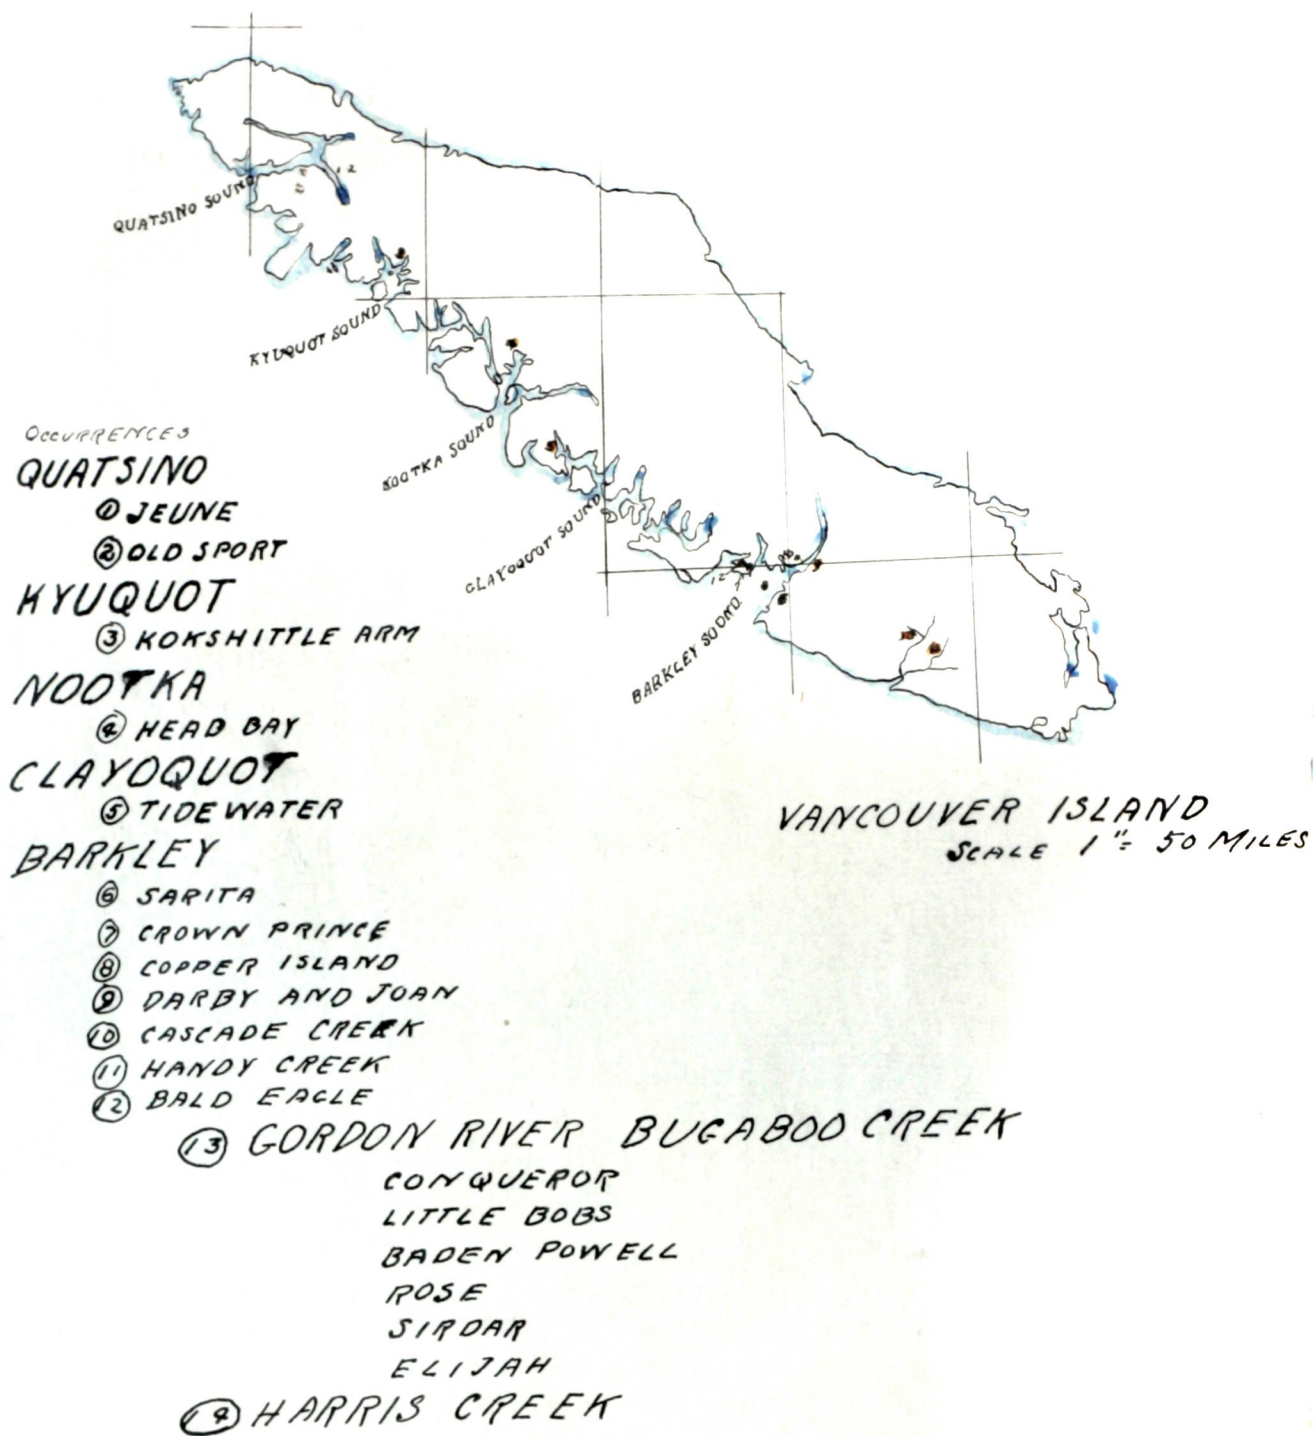 QUATSINO SOUND
KYUQUOT SOUND
NOOTKA SOUND
CLAYOQUOT SOUND
BARKLEY SOUND
OCCURRENCES
QUATSINO
① JEUNE
② OLD SPORT
KYUQUOT
③ KOKSHITTLE ARM
NOOTKA
④ HEAD BAY
CLAYOQUOT
⑤ TIDEWATER
BARKLEY
⑥ SARITA
⑦ CROWN PRINCE
⑧ COPPER ISLAND
⑨ DARBY AND JOAN
⑩ CASCADE CREEK
⑪ HANDY CREEK
⑫ BALD EAGLE
⑬ GORDON RIVER BUGABOO CREEK
CONQUEROR
LITTLE BOBS
BADEN POWELL
ROSE
SIRDAR
ELIJAH
⑭ HARRIS CREEK
VANCOUVER ISLAND
SCALE 1" = 50 MILES